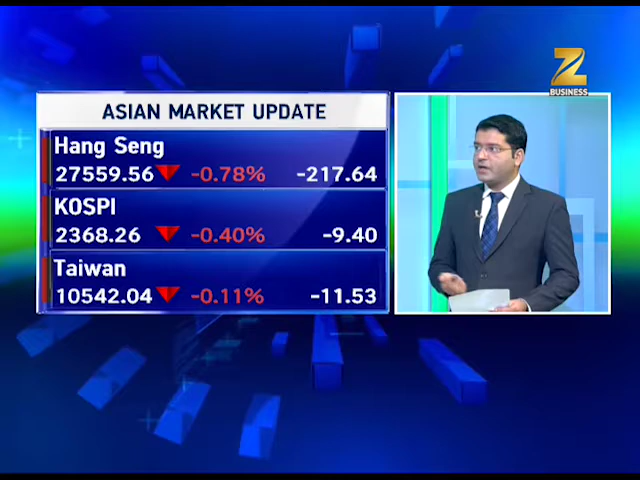 ASIAN MARKET UPDATE
Hang Seng
27559.56 -0.78% -217.64
KOSPI
2368.26 -0.40% -9.40
Taiwan
10542.04 -0.11% -11.53
Z
BUSINESS